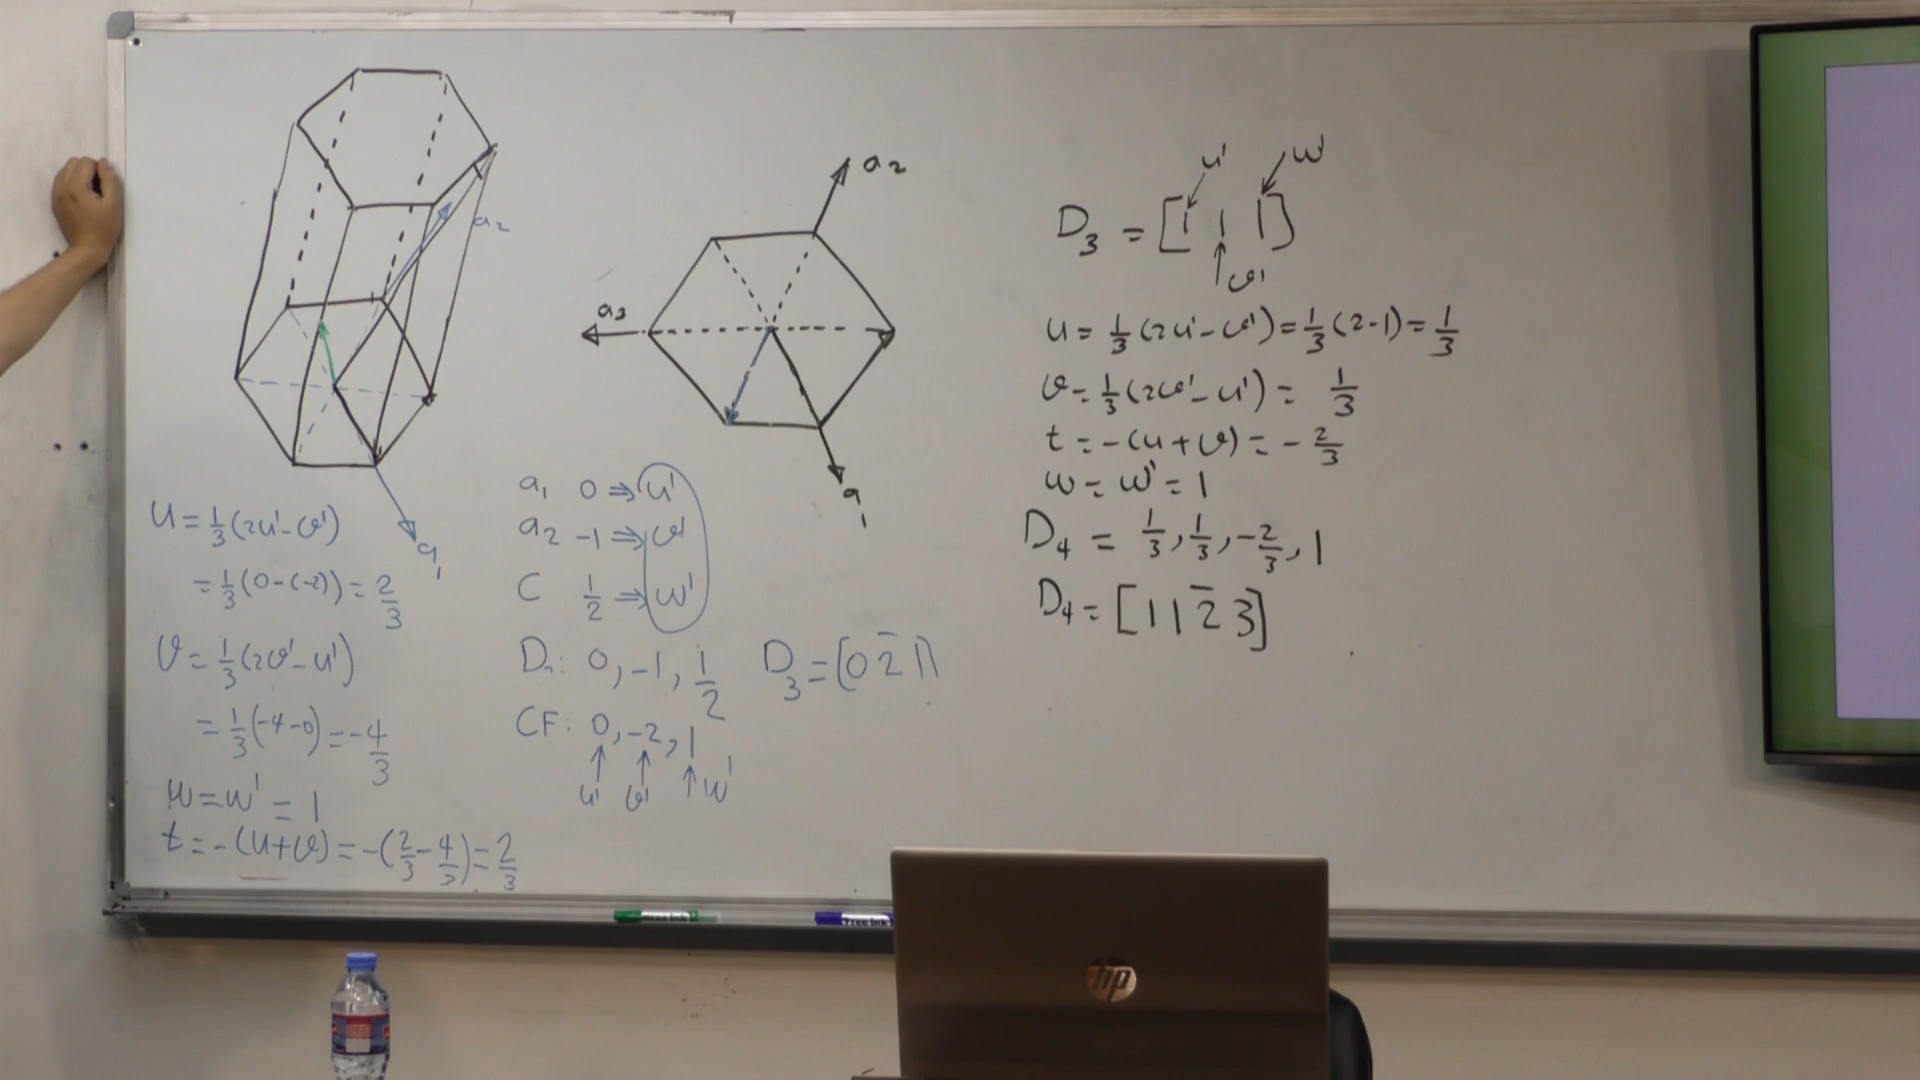 a₂
a₁
a₂
a₃
a₁
U = 1/3 (2u' - v')
= 1/3 (0 - (-2)) = 2/3
v = 1/3 (2v' - u')
= 1/3 (-4 - 0) = -4/3
w = w' = 1
t = -(u + v) = -(2/3 - 4/3) = 2/3
a₁ 0 ⇒ u'
a₂ -1 ⇒ v'
C 1/2 ⇒ w'
0, -1, 1/2
D₃ = [0 2̄ 1]
CF: 0, -2, 1
u' v' w'
u' w'
D₃ = [1 1 1]
v'
u = 1/3 (2u' - v') = 1/3 (2-1) = 1/3
v = 1/3 (2v' - u') = 1/3
t = -(u + v) = -2/3
w = w' = 1
D₄ = 1/3, 1/3, -2/3, 1
D₄ = [1 1 2̄ 3]
hp